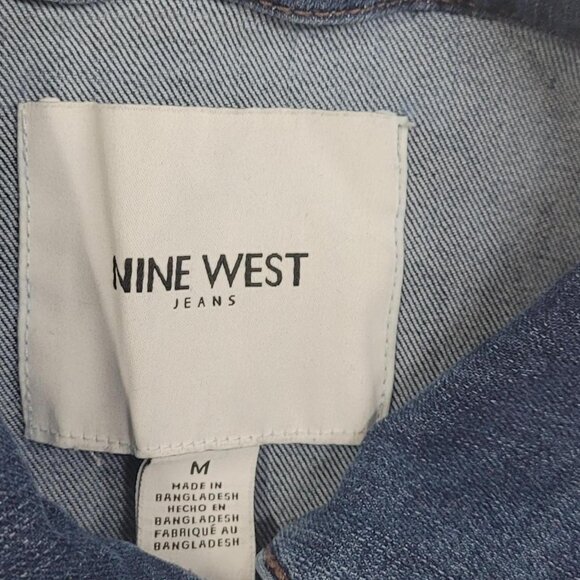 NINE WEST
JEANS
M
MADE IN
BANGLADESH
HECHO EN
BANGLADESH
FABRIQUÉ AU
BANGLADESH